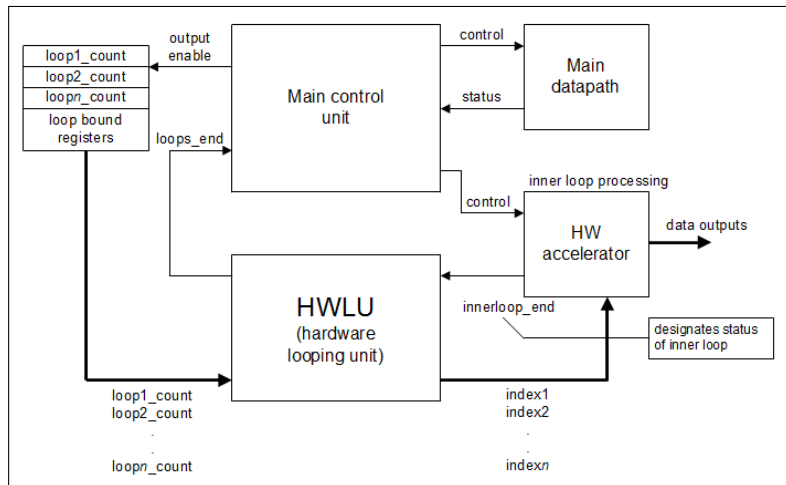 loop1_count
loop2_count
loopn_count
loop bound
registers
output
enable
Main control
unit
control
status
Main
datapath
loops_end
control
inner loop processing
HW
accelerator
data outputs
HWLU
(hardware
looping unit)
innerloop_end
designates status
of inner loop
loop1_count
loop2_count
.
.
loopn_count
index1
index2
.
.
indexn